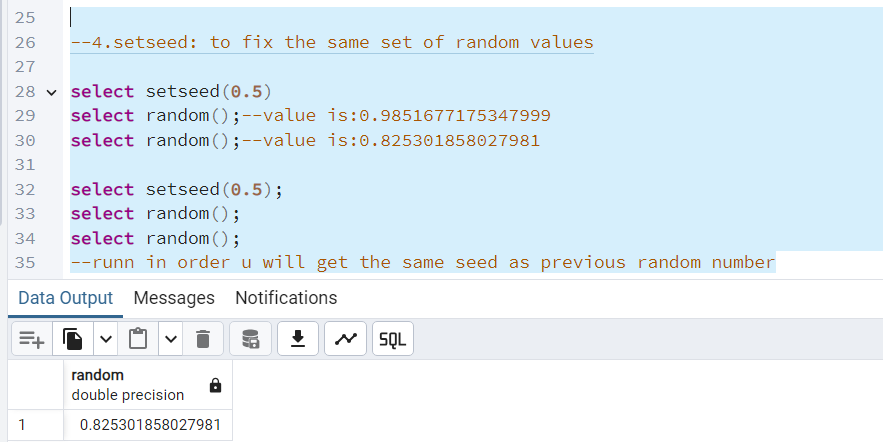 25
26 --4.setseed: to fix the same set of random values
27
28 select setseed(0.5)
29 select random();--value is:0.9851677175347999
30 select random();--value is:0.825301858027981
31
32 select setseed(0.5);
33 select random();
34 select random();
35 --runn in order u will get the same seed as previous random number
Data Output Messages Notifications
SQL
random
double precision
1 0.825301858027981